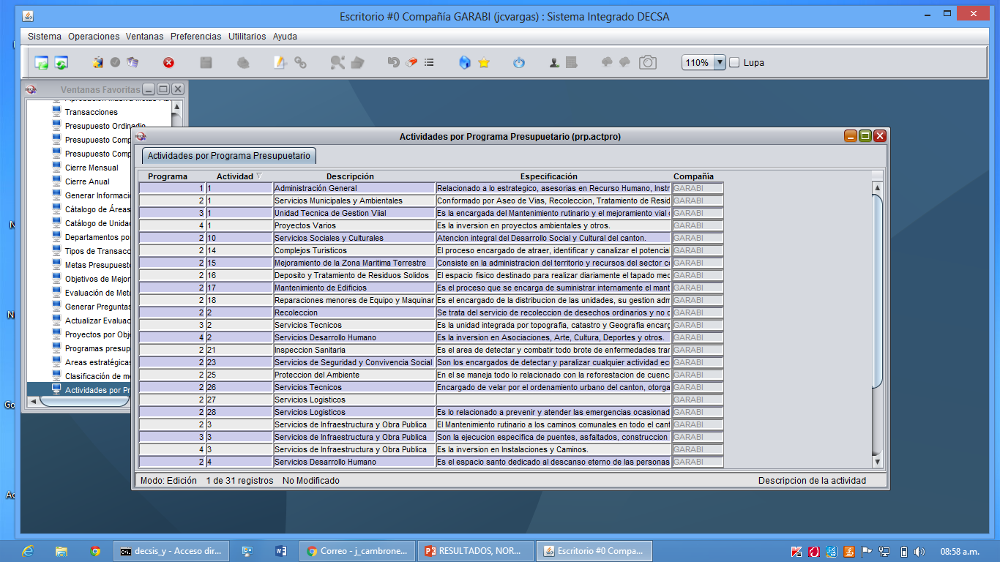 Escritorio #0 Compañía GARABI (jcvargas) : Sistema Integrado DECSA
Sistema Operaciones Ventanas Preferencias Utilitarios Ayuda
110% Lupa
Ventanas Favoritas
Transacciones
Presupuesto Ordinario
Presupuesto Comp
Presupuesto Comp
Cierre Mensual
Cierre Anual
Generar Informació
Cátalogo de Áreas
Catálogo de Unida
Departamentos po
Tipos de Transacc
Metas Presupueste
Objetivos de Mejor
Evaluación de Meta
Generar Preguntas
Actualizar Evaluac
Proyectos por Obje
Programas presup
Areas estratégicas
Clasificación de me
Actividades por Pr
Actividades por Programa Presupuetario (prp.actpro)
Actividades por Programa Presupuetario
Programa Actividad Descripción Especificación Compañía
1 1 Administración General Relacionado a lo estrategico, asesorias en Recurso Humano, Instr GARABI
2 1 Servicios Municipales y Ambientales Conformado por Aseo de Vias, Recoleccion, Tratamiento de Resid GARABI
3 1 Unidad Tecnica de Gestion Viial Es la encargada del Mantenimiento rutinario y el mejoramiento vial GARABI
4 1 Proyectos Varios Es la inversion en proyectos ambientales y otros. GARABI
2 10 Servicios Sociales y Culturales Atencion integral del Desarrollo Social y Cultural del canton. GARABI
2 14 Complejos Turisticos El proceso encargado de atraer, identificar y canalizar el potencia GARABI
2 15 Mejoramiento de la Zona Maritima Terrestre Consiste en la administracion del territorio y recursos del sector co GARABI
2 16 Deposito y Tratamiento de Residuos Solidos El espacio fisico destinado para realizar diariamente el tapado mec GARABI
2 17 Mantenimiento de Edificios Es el proceso que se encarga de suministrar internamente el mant GARABI
2 18 Reparaciones menores de Equipo y Maquinar Es el encargado de la distribucion de las unidades, su gestion adm GARABI
2 2 Recoleccion Se trata del servicio de recoleccion de desechos ordinarios y no GARABI
3 2 Servicios Tecnicos Es la unidad integrada por topografia, catastro y Geografia encarg GARABI
4 2 Servicios Desarrollo Humano Es la inversion en Asociaciones, Arte, Cultura, Deportes y otros. GARABI
2 21 Inspeccion Sanitaria Es el area de detectar y combatir todo brote de enfermedades trar GARABI
2 23 Servicios de Seguridad y Convivencia Social Son los encargados de detectar y paralizar cualquier actividad ec GARABI
2 25 Proteccion del Ambiente En el se maneja todo lo relacionado con la reforestacion de cuenc GARABI
2 26 Servicios Tecnicos Encargado de velar por el ordenamiento urbano del canton, otorga GARABI
2 27 Servicios Logisticos GARABI
2 28 Servicios Logisticos Es lo relacionado a prevenir y atender las emergencias ocasionad GARABI
2 3 Servicios de Infraestructura y Obra Publica El Mantenimiento rutinario a los caminos comunales en todo el cant GARABI
3 3 Servicios de Infraestructura y Obra Publica Son la ejecucion especifica de puentes, asfaltados, construccion GARABI
4 3 Servicios de Infraestructura y Obra Publica Es la inversion en Instalaciones y Caminos. GARABI
2 4 Servicios Desarrollo Humano Es el espacio santo dedicado al descanso eterno de las personas GARABI
Modo: Edición 1 de 31 registros No Modificado Descripcion de la actividad
decsis_y - Acceso dir... Correo - j_cambrone... RESULTADOS, NOR... Escritorio #0 Compa... 08:58 a.m.